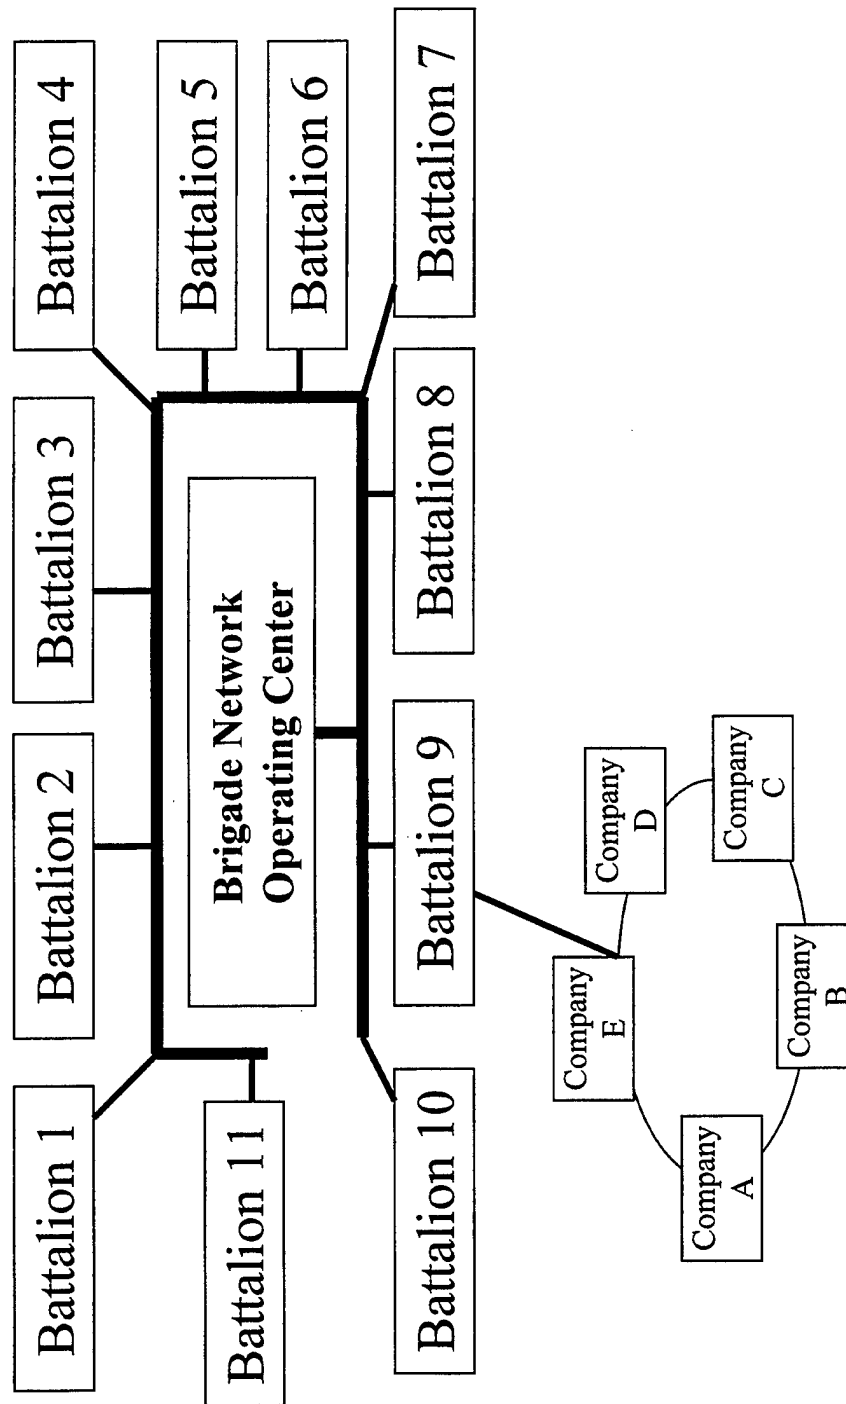 Battalion 1
Battalion 2
Battalion 3
Battalion 4
Battalion 11
Brigade Network
Operating Center
Battalion 5
Battalion 6
Battalion 10
Battalion 9
Battalion 8
Battalion 7
Company
E
Company
D
Company
A
Company
C
Company
B